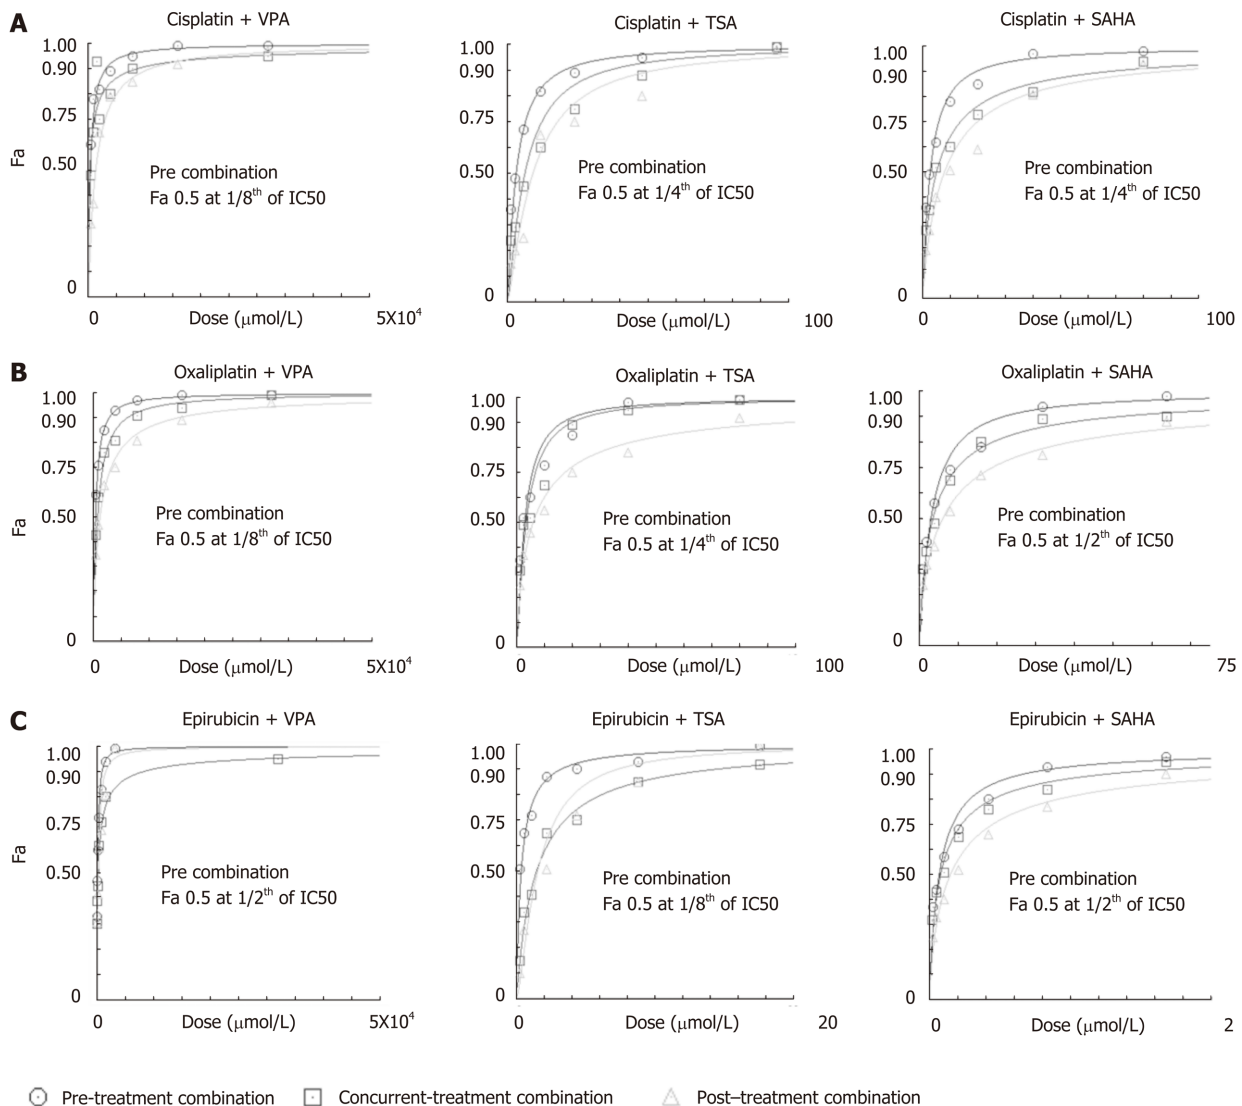 A
Cisplatin + VPA
Cisplatin + TSA
Cisplatin + SAHA
Fa
1.00
0.90
0.75
0.50
0
Pre combination
Fa 0.5 at 1/8th of IC50
0
Dose (μmol/L)
5X104
1.00
0.90
0.75
0.50
0
Pre combination
Fa 0.5 at 1/4th of IC50
0
Dose (μmol/L)
100
1.00
0.90
0.75
0.50
0
Pre combination
Fa 0.5 at 1/4th of IC50
0
Dose (μmol/L)
100
B
Oxaliplatin + VPA
Oxaliplatin + TSA
Oxaliplatin + SAHA
Fa
1.00
0.90
0.75
0.50
0
Pre combination
Fa 0.5 at 1/8th of IC50
0
Dose (μmol/L)
5X104
1.00
0.90
0.75
0.50
0
Pre combination
Fa 0.5 at 1/4th of IC50
0
Dose (μmol/L)
100
1.00
0.90
0.75
0.50
0
Pre combination
Fa 0.5 at 1/2th of IC50
0
Dose (μmol/L)
75
C
Epirubicin + VPA
Epirubicin + TSA
Epirubicin + SAHA
Fa
1.00
0.90
0.75
0.50
0
Pre combination
Fa 0.5 at 1/2th of IC50
0
Dose (μmol/L)
5X104
1.00
0.90
0.75
0.50
0
Pre combination
Fa 0.5 at 1/8th of IC50
0
Dose (μmol/L)
20
1.00
0.90
0.75
0.50
0
Pre combination
Fa 0.5 at 1/2th of IC50
0
Dose (μmol/L)
2
Pre-treatment combination
Concurrent-treatment combination
Post–treatment combination